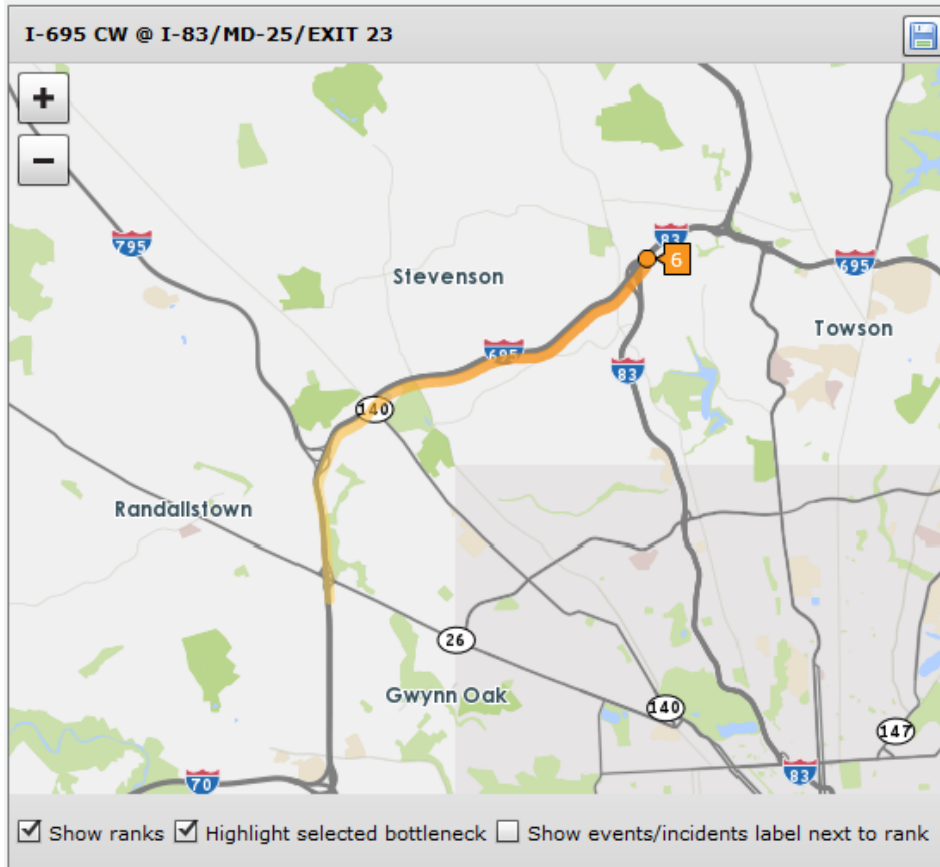 I-695 CW @ I-83/MD-25/EXIT 23
+
−
795
83
6
695
Stevenson
Towson
695
83
140
Randallstown
26
Gwynn Oak
140
147
70
83
Show ranks Highlight selected bottleneck Show events/incidents label next to rank